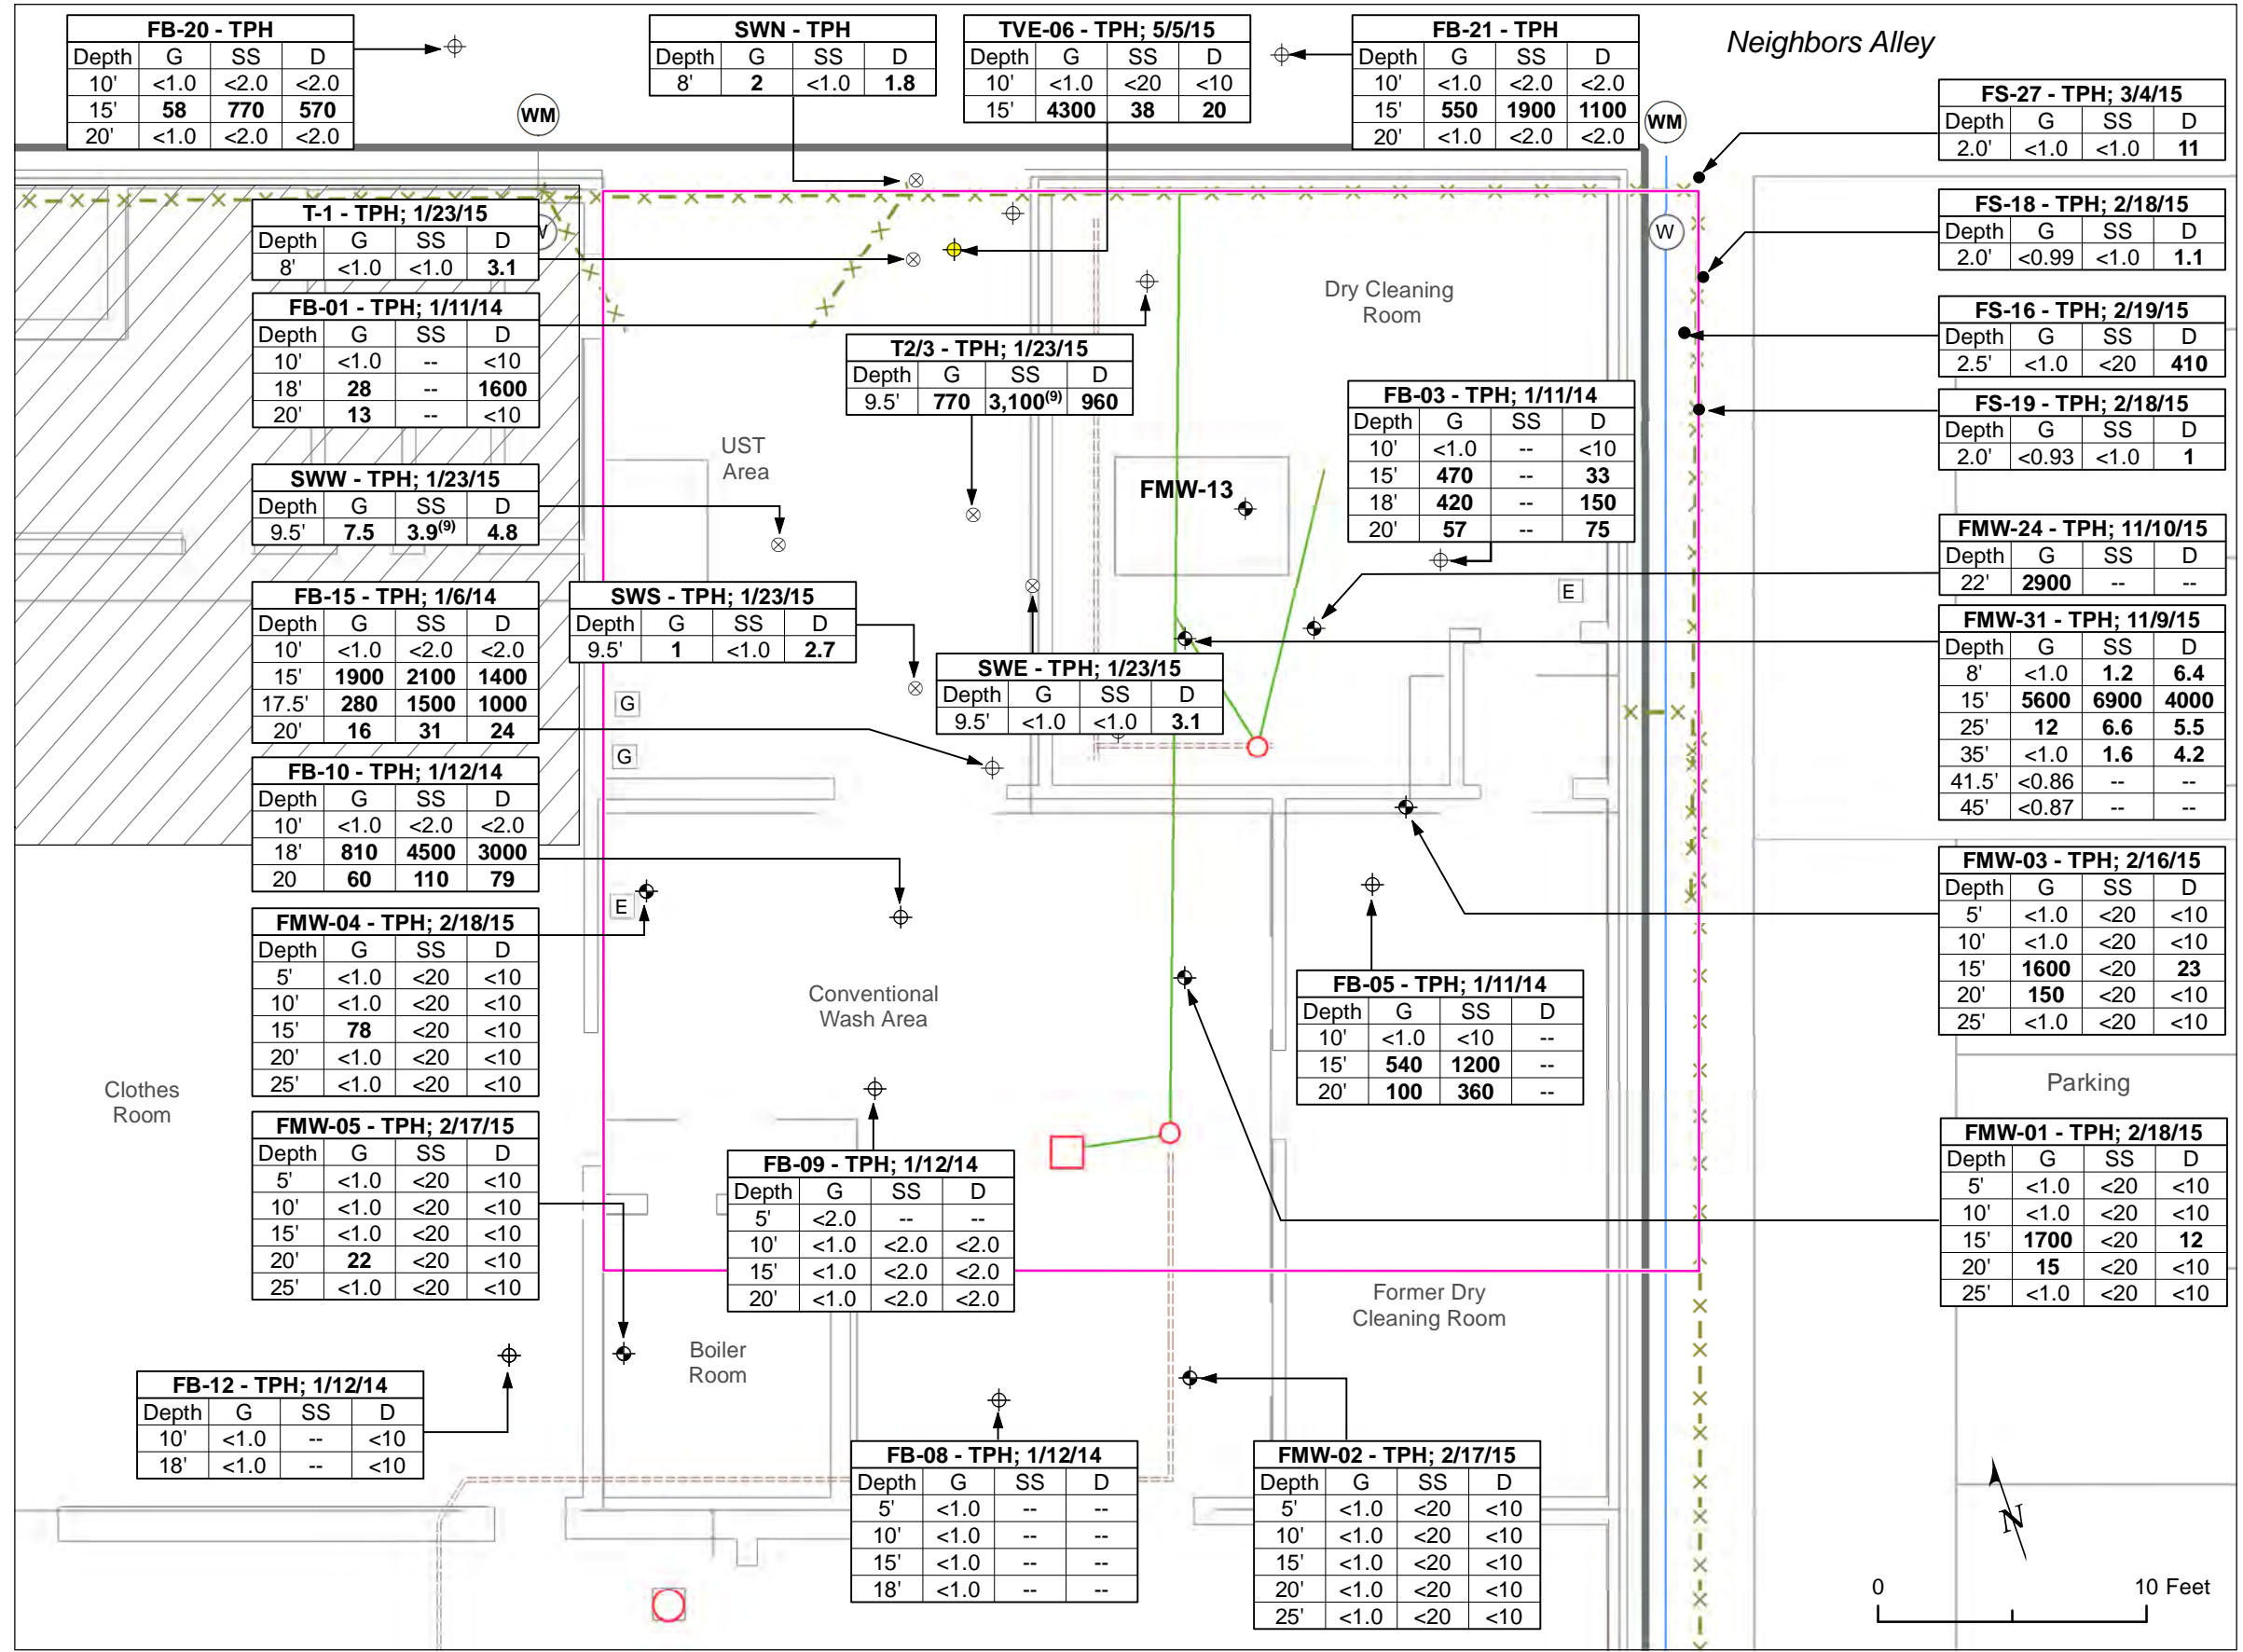 FB-20 - TPH
Depth G SS D
10' <1.0 <2.0 <2.0
15' 58 770 570
20' <1.0 <2.0 <2.0
SWN - TPH
Depth G SS D
8' 2 <1.0 1.8
TVE-06 - TPH; 5/5/15
Depth G SS D
10' <1.0 <20 <10
15' 4300 38 20
FB-21 - TPH
Depth G SS D
10' <1.0 <2.0 <2.0
15' 550 1900 1100
20' <1.0 <2.0 <2.0
Neighbors Alley
WM
WM
FS-27 - TPH; 3/4/15
Depth G SS D
2.0' <1.0 <1.0 11
T-1 - TPH; 1/23/15
Depth G SS D
8' <1.0 <1.0 3.1
W
FS-18 - TPH; 2/18/15
Depth G SS D
2.0' <0.99 <1.0 1.1
FB-01 - TPH; 1/11/14
Depth G SS D
10' <1.0 -- <10
18' 28 -- 1600
20' 13 -- <10
Dry Cleaning
Room
FS-16 - TPH; 2/19/15
Depth G SS D
2.5' <1.0 <20 410
T2/3 - TPH; 1/23/15
Depth G SS D
9.5' 770 3,100(9) 960
FB-03 - TPH; 1/11/14
Depth G SS D
10' <1.0 -- <10
15' 470 -- 33
18' 420 -- 150
20' 57 -- 75
FS-19 - TPH; 2/18/15
Depth G SS D
2.0' <0.93 <1.0 1
UST
Area
SWW - TPH; 1/23/15
Depth G SS D
9.5' 7.5 3.9(9) 4.8
FMW-13
FMW-24 - TPH; 11/10/15
Depth G SS D
22' 2900 -- --
FB-15 - TPH; 1/6/14
Depth G SS D
10' <1.0 <2.0 <2.0
15' 1900 2100 1400
17.5' 280 1500 1000
20' 16 31 24
SWS - TPH; 1/23/15
Depth G SS D
9.5' 1 <1.0 2.7
E
FMW-31 - TPH; 11/9/15
Depth G SS D
8' <1.0 1.2 6.4
15' 5600 6900 4000
25' 12 6.6 5.5
35' <1.0 1.6 4.2
41.5' <0.86 -- --
45' <0.87 -- --
SWE - TPH; 1/23/15
Depth G SS D
9.5' <1.0 <1.0 3.1
G
G
FB-10 - TPH; 1/12/14
Depth G SS D
10' <1.0 <2.0 <2.0
18' 810 4500 3000
20 60 110 79
E
FMW-03 - TPH; 2/16/15
Depth G SS D
5' <1.0 <20 <10
10' <1.0 <20 <10
15' 1600 <20 23
20' 150 <20 <10
25' <1.0 <20 <10
FMW-04 - TPH; 2/18/15
Depth G SS D
5' <1.0 <20 <10
10' <1.0 <20 <10
15' 78 <20 <10
20' <1.0 <20 <10
25' <1.0 <20 <10
Conventional
Wash Area
FB-05 - TPH; 1/11/14
Depth G SS D
10' <1.0 <10 --
15' 540 1200 --
20' 100 360 --
Clothes
Room
Parking
FMW-05 - TPH; 2/17/15
Depth G SS D
5' <1.0 <20 <10
10' <1.0 <20 <10
15' <1.0 <20 <10
20' 22 <20 <10
25' <1.0 <20 <10
FB-09 - TPH; 1/12/14
Depth G SS D
5' <2.0 -- --
10' <1.0 <2.0 <2.0
15' <1.0 <2.0 <2.0
20' <1.0 <2.0 <2.0
FMW-01 - TPH; 2/18/15
Depth G SS D
5' <1.0 <20 <10
10' <1.0 <20 <10
15' 1700 <20 12
20' 15 <20 <10
25' <1.0 <20 <10
Former Dry
Cleaning Room
Boiler
Room
FB-12 - TPH; 1/12/14
Depth G SS D
10' <1.0 -- <10
18' <1.0 -- <10
FB-08 - TPH; 1/12/14
Depth G SS D
5' <1.0 -- --
10' <1.0 -- --
15' <1.0 -- --
18' <1.0 -- --
FMW-02 - TPH; 2/17/15
Depth G SS D
5' <1.0 <20 <10
10' <1.0 <20 <10
15' <1.0 <20 <10
20' <1.0 <20 <10
25' <1.0 <20 <10
N
0 10 Feet